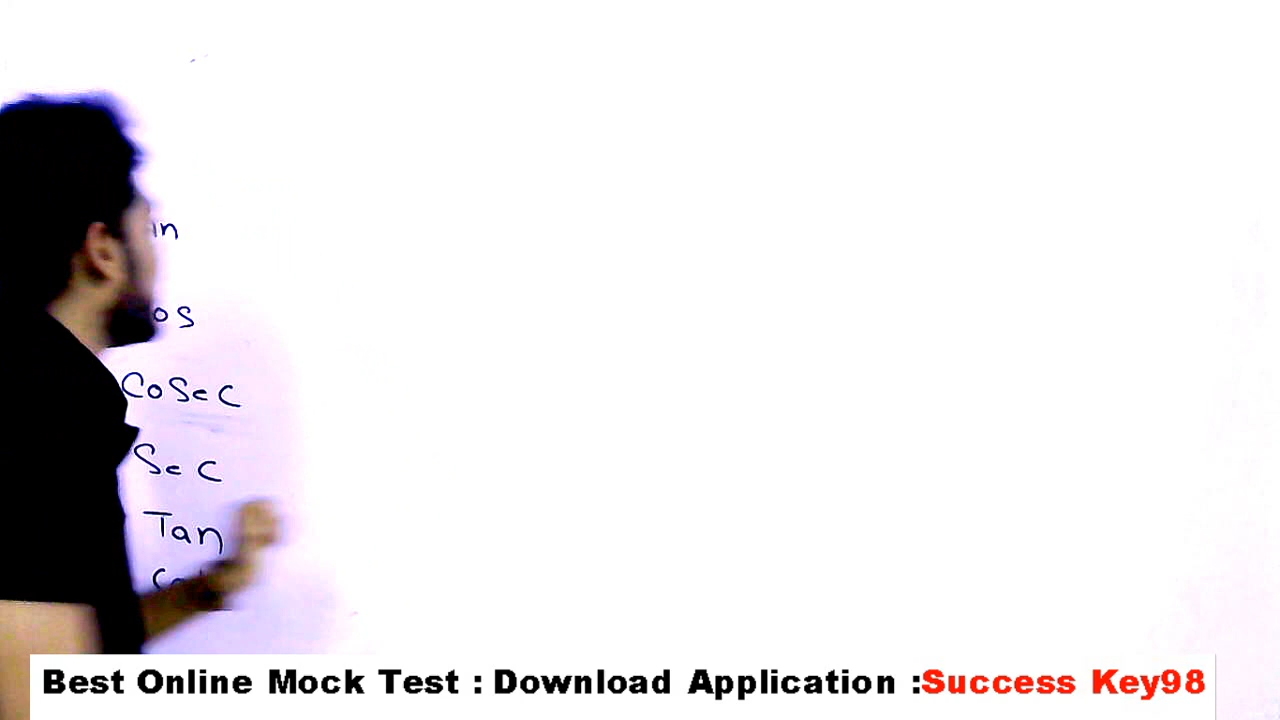 in
os
CoSec
Sec
Tan
Best Online Mock Test : Download Application :Success Key98